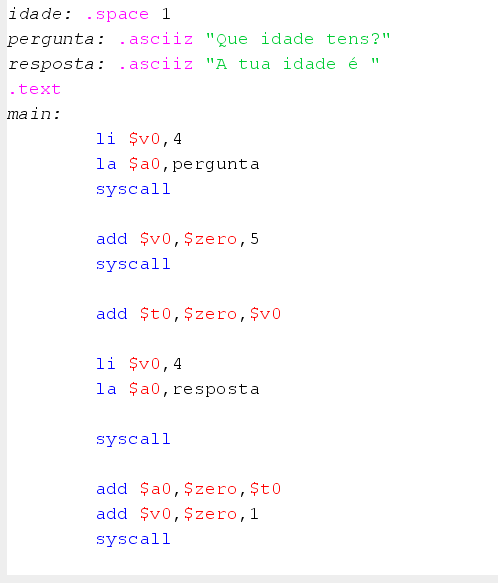 idade: .space 1
pergunta: .asciiz "Que idade tens?"
resposta: .asciiz "A tua idade é "
.text
main:
li $v0,4
la $a0,pergunta
syscall
add $v0,$zero,5
syscall
add $t0,$zero,$v0
li $v0,4
la $a0,resposta
syscall
add $a0,$zero,$t0
add $v0,$zero,1
syscall